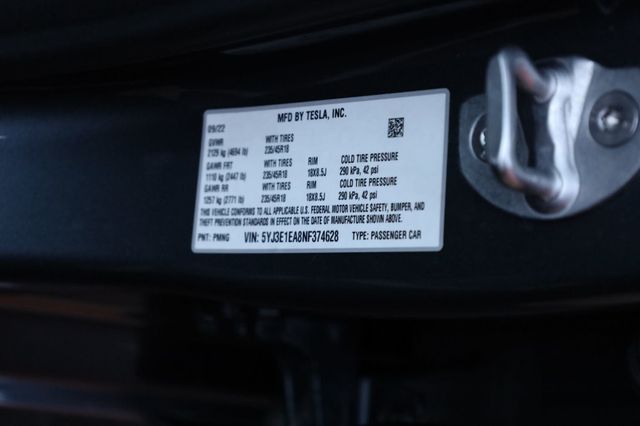 MFD BY TESLA, INC.
09/22
GVWR WITH TIRES
2129 kg (4694 lb) 235/45R18
GAWR FRT WITH TIRES RIM COLD TIRE PRESSURE
1110 kg (2447 lb) 235/45R18 18X8.5J 290 kPa, 42 psi
GAWR RR WITH TIRES RIM COLD TIRE PRESSURE
1257 kg (2771 lb) 235/45R18 18X8.5J 290 kPa, 42 psi
THIS VEHICLE CONFORMS TO ALL APPLICABLE U.S. FEDERAL MOTOR VEHICLE SAFETY, BUMPER, AND
THEFT PREVENTION STANDARDS IN EFFECT ON THE DATE OF MANUFACTURE SHOWN ABOVE.
PNT: PMNG VIN: 5YJ3E1EA8NF374628 TYPE: PASSENGER CAR